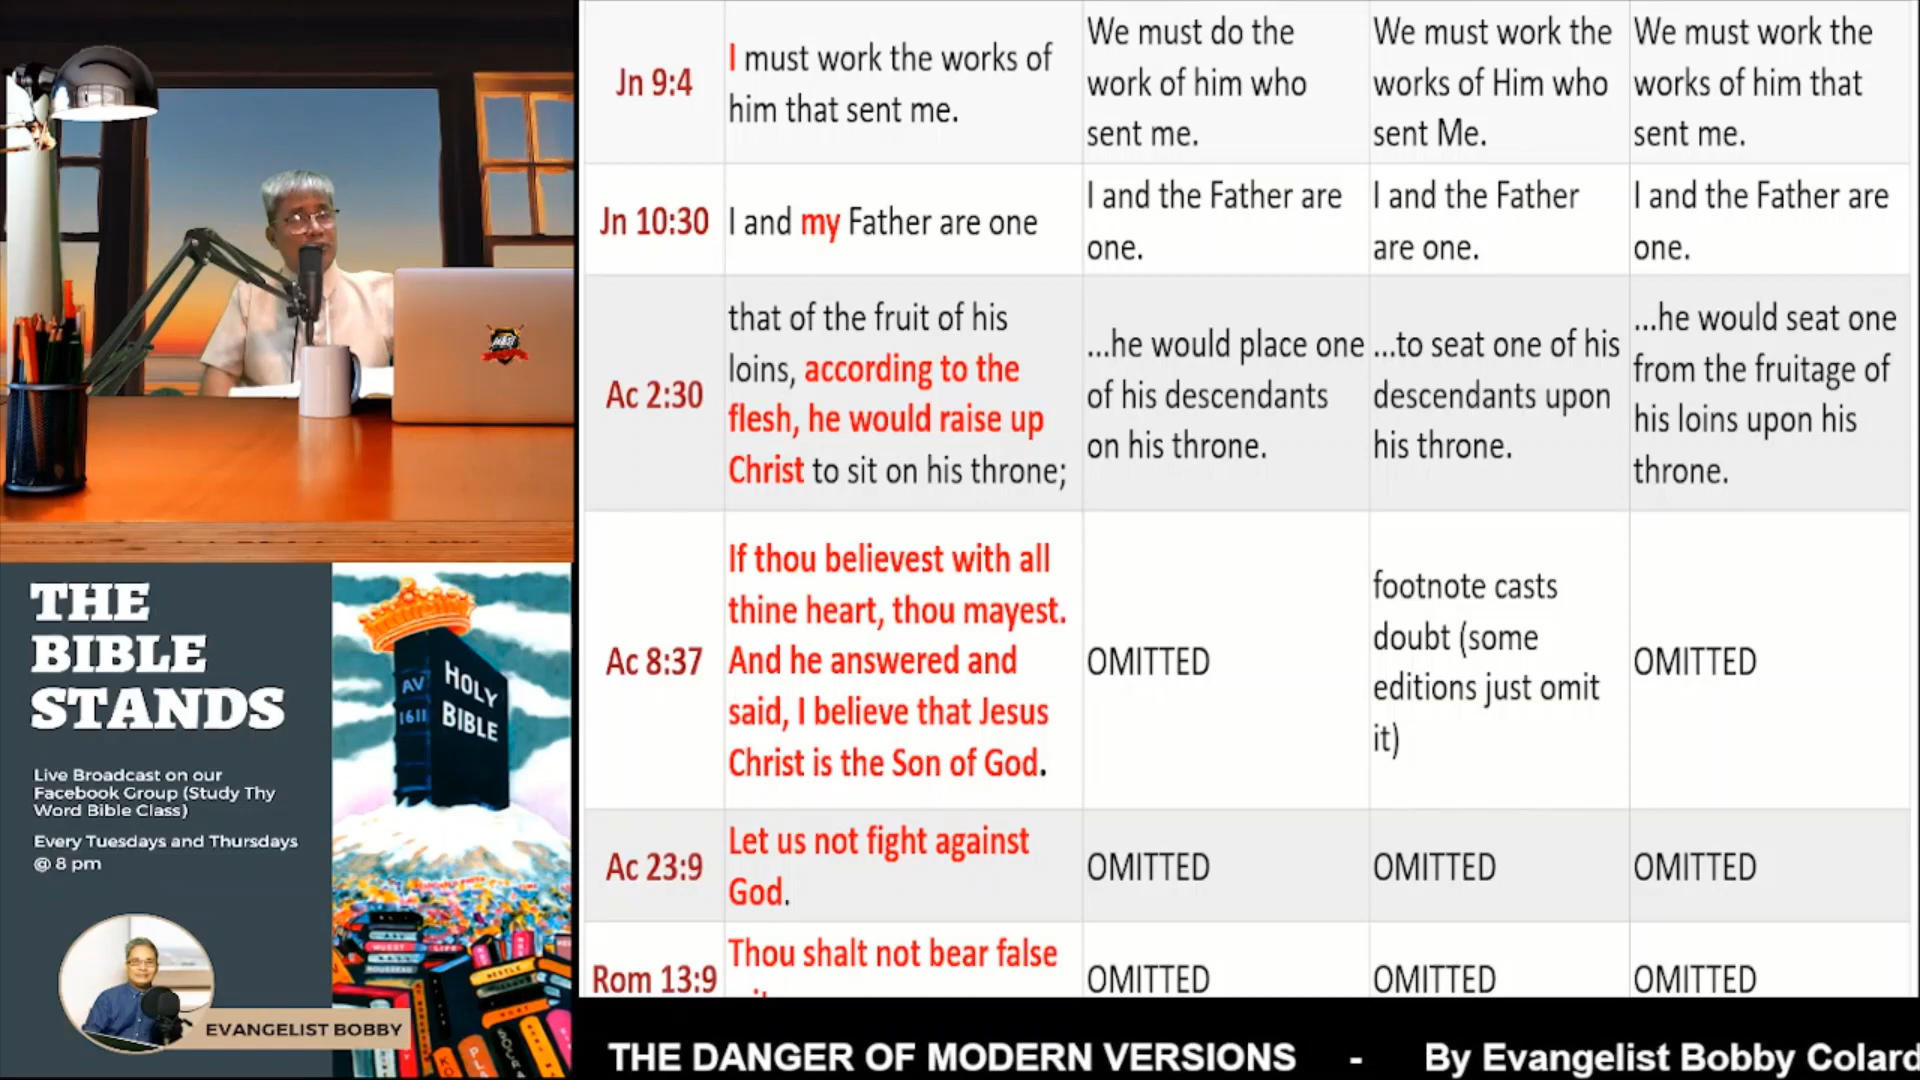 Jn 9:4
I must work the works of
him that sent me.
We must do the
work of him who
sent me.
We must work the
works of Him who
sent Me.
We must work the
works of him that
sent me.
Jn 10:30
I and my Father are one
I and the Father are
one.
I and the Father
are one.
I and the Father are
one.
Ac 2:30
that of the fruit of his
loins, according to the
flesh, he would raise up
Christ to sit on his throne;
...he would place one
of his descendants
on his throne.
...to seat one of his
descendants upon
his throne.
...he would seat one
from the fruitage of
his loins upon his
throne.
Ac 8:37
If thou believest with all
thine heart, thou mayest.
And he answered and
said, I believe that Jesus
Christ is the Son of God.
OMITTED
footnote casts
doubt (some
editions just omit
it)
OMITTED
Ac 23:9
Let us not fight against
God.
OMITTED
OMITTED
OMITTED
Rom 13:9
Thou shalt not bear false
OMITTED
OMITTED
OMITTED
THE
BIBLE
STANDS
Live Broadcast on our
Facebook Group (Study Thy
Word Bible Class)
Every Tuesdays and Thursdays
@ 8 pm
EVANGELIST BOBBY
AV
1611
HOLY
BIBLE
THE DANGER OF MODERN VERSIONS - By Evangelist Bobby Colard